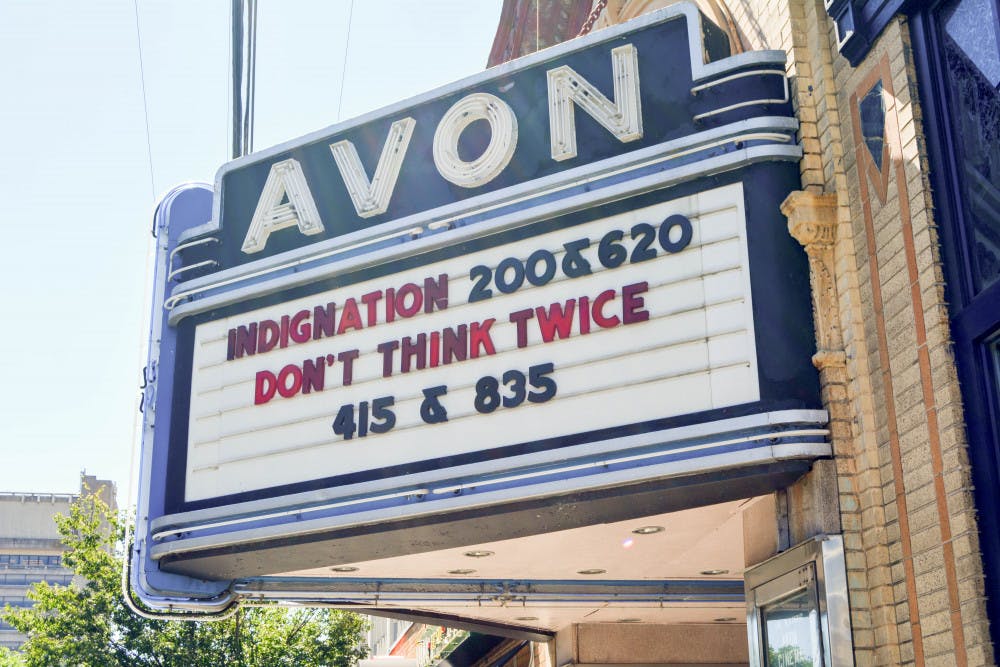 AVON
INDIGNATION 200&620
DON'T THINK TWICE
415 & 835